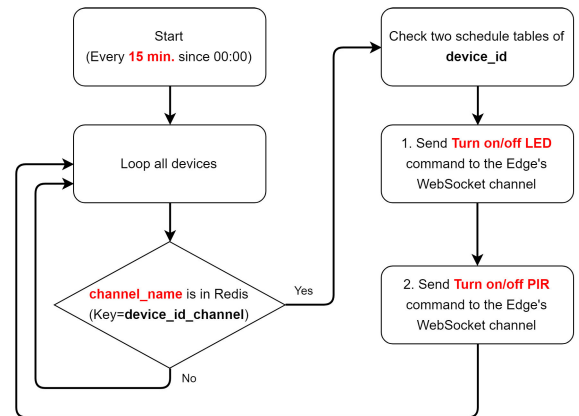 Start
(Every 15 min. since 00:00)
Loop all devices
channel_name is in Redis
(Key=device_id_channel)
Yes
No
Check two schedule tables of
device_id
1. Send Turn on/off LED
command to the Edge's
WebSocket channel
2. Send Turn on/off PIR
command to the Edge's
WebSocket channel